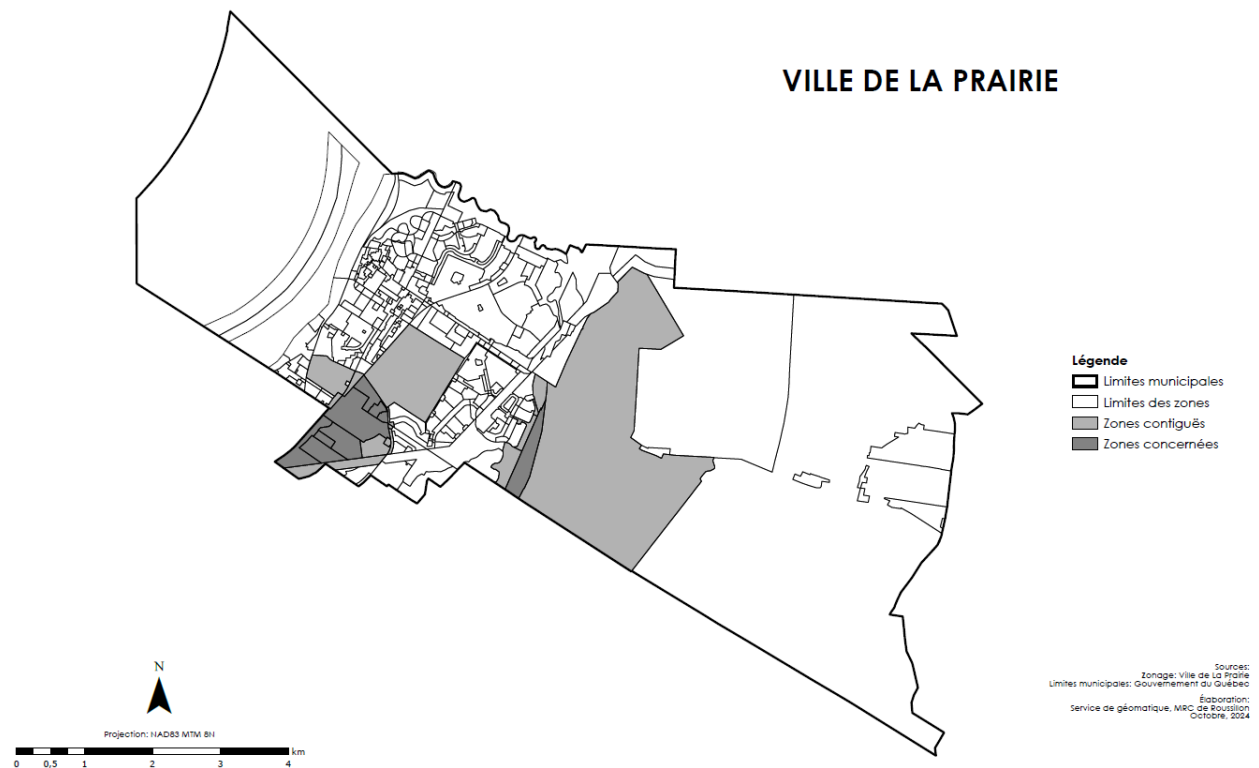 VILLE DE LA PRAIRIE
Légende
Limites municipales
Limites des zones
Zones contiguës
Zones concernées
N
Projection: NAD83 MTM 8N
km
0 0,5 1 2 3 4
Sources:
Zonage: Ville de La Prairie
Limites municipales: Gouvernement du Québec
Élaboration:
Service de géomatique, MRC de Roussillon
Octobre, 2024